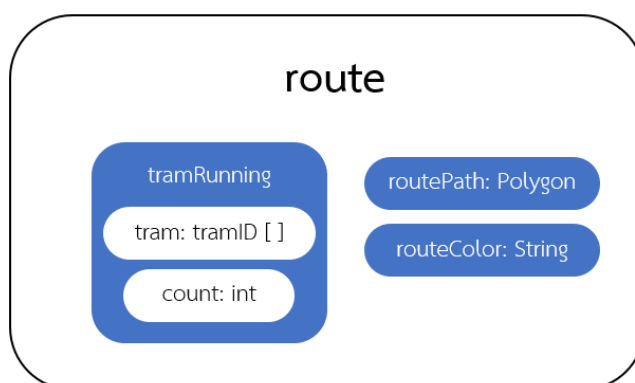 route
tramRunning
tram: tramID [ ]
count: int
routePath: Polygon
routeColor: String